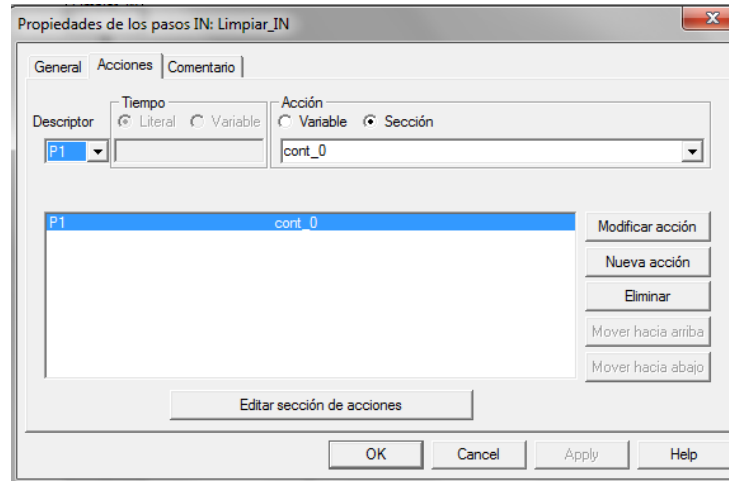 Propiedades de los pasos IN: Limpiar_IN
General Acciones Comentario
Tiempo Acción
Descriptor Literal Variable Variable Sección
P1 cont_0
P1 cont_0
Modificar acción
Nueva acción
Eliminar
Mover hacia arriba
Mover hacia abajo
Editar sección de acciones
OK Cancel Apply Help